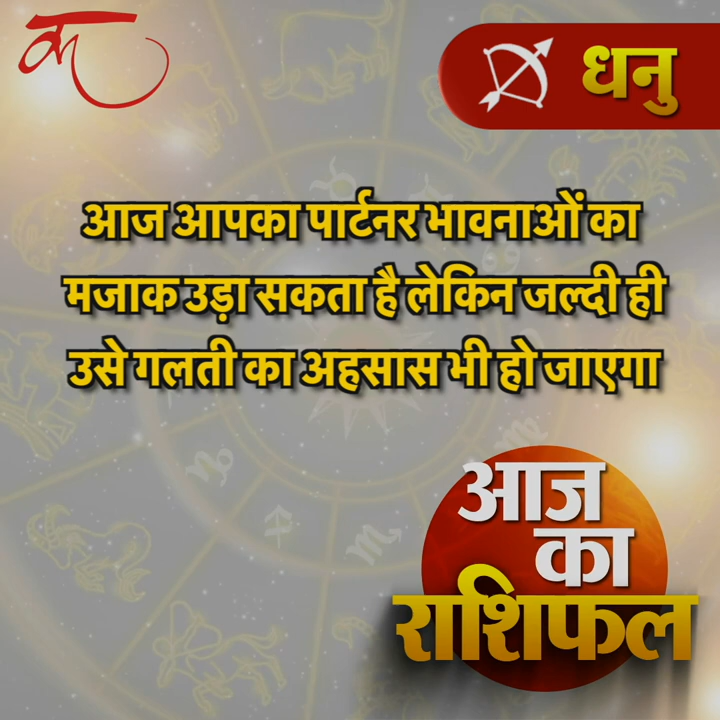 क
धनु
आज आपका पार्टनर भावनाओं का
मजाक उड़ा सकता है लेकिन जल्दी ही
उसे गलती का अहसास भी हो जाएगा
आज
का
राशिफल